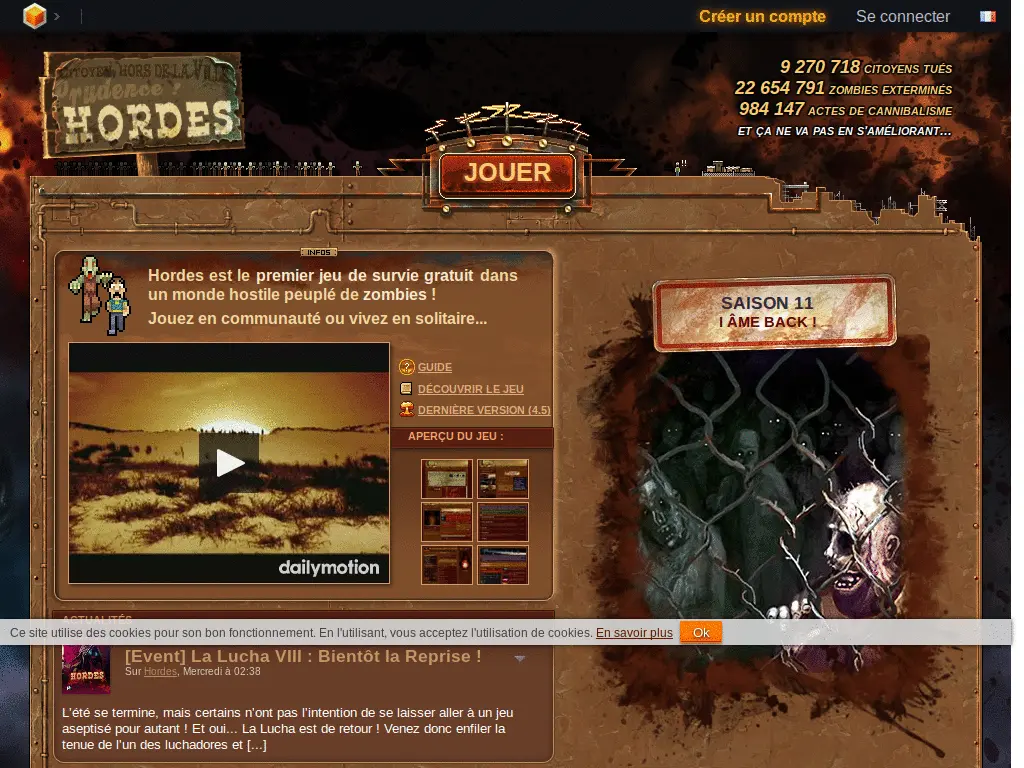 Créer un compte
Se connecter
CITOYEN, HORS DE LA VILLE
Prudence ?
HORDES
9 270 718 CITOYENS TUÉS
22 654 791 ZOMBIES EXTERMINÉS
984 147 ACTES DE CANNIBALISME
ET ÇA NE VA PAS EN S'AMÉLIORANT...
JOUER
INFOS
Hordes est le premier jeu de survie gratuit dans
un monde hostile peuplé de zombies !
Jouez en communauté ou vivez en solitaire...
GUIDE
DÉCOUVRIR LE JEU
DERNIÈRE VERSION (4.5)
APERÇU DU JEU :
dailymotion
SAISON 11
I ÂME BACK !
ACTUALITÉS
Ce site utilise des cookies pour son bon fonctionnement. En l'utilisant, vous acceptez l'utilisation de cookies. En savoir plus Ok
HORDES
[Event] La Lucha VIII : Bientôt la Reprise !
Sur Hordes, Mercredi à 02:38
L'été se termine, mais certains n'ont pas l'intention de se laisser aller à un jeu
aseptisé pour autant ! Et oui... La Lucha est de retour ! Venez donc enfiler la
tenue de l'un des luchadores et [...]